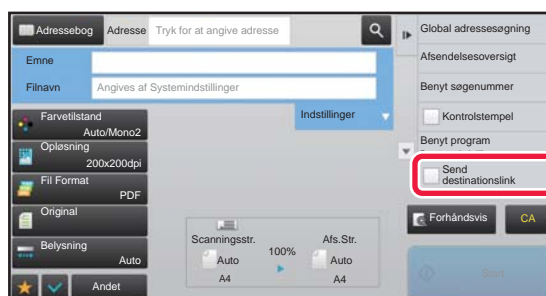 Adressebog
Adresse
Tryk for at angive adresse
Emne
Filnavn
Angives af Systemindstillinger
Indstillinger
Farvetilstand
Auto/Mono2
Opløsning
200x200dpi
Fil Format
PDF
Original
Belysning
Auto
Andet
Scanningsstr.
Auto
A4
100%
Afs.Str.
Auto
A4
Global adressesøgning
Afsendelsesoversigt
Benyt søgenummer
Kontrolstempel
Benyt program
Send
destinationslink
Forhåndsvis
CA
Start